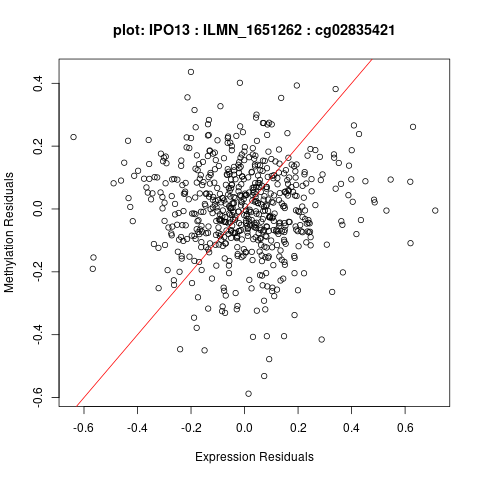 plot: IPO13 : ILMN_1651262 : cg02835421
Methylation Residuals
0.4
0.2
0.0
-0.2
-0.4
-0.6
-0.6 -0.4 -0.2 0.0 0.2 0.4 0.6
Expression Residuals